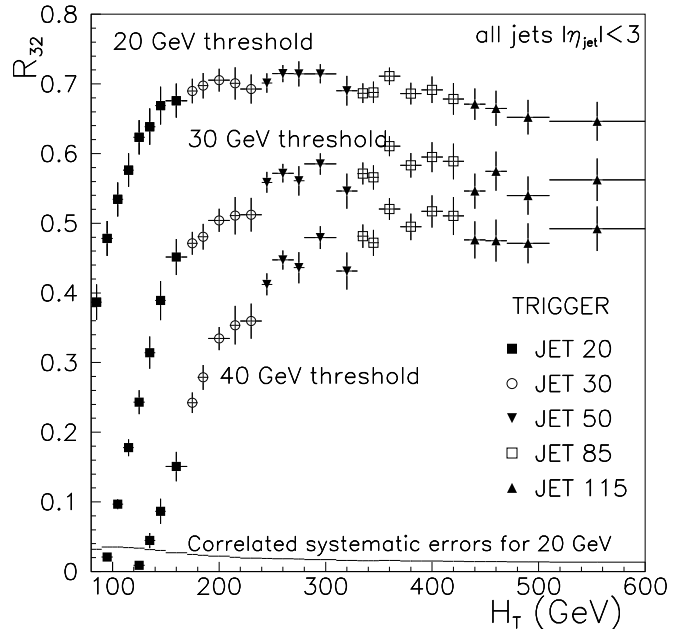 0.8
0.7
0.6
0.5
0.4
0.3
0.2
0.1
0
R32
20 GeV threshold
all jets |ηjet|<3
30 GeV threshold
40 GeV threshold
TRIGGER
JET 20
JET 30
JET 50
JET 85
JET 115
Correlated systematic errors for 20 GeV
100 200 300 400 500 600
HT (GeV)